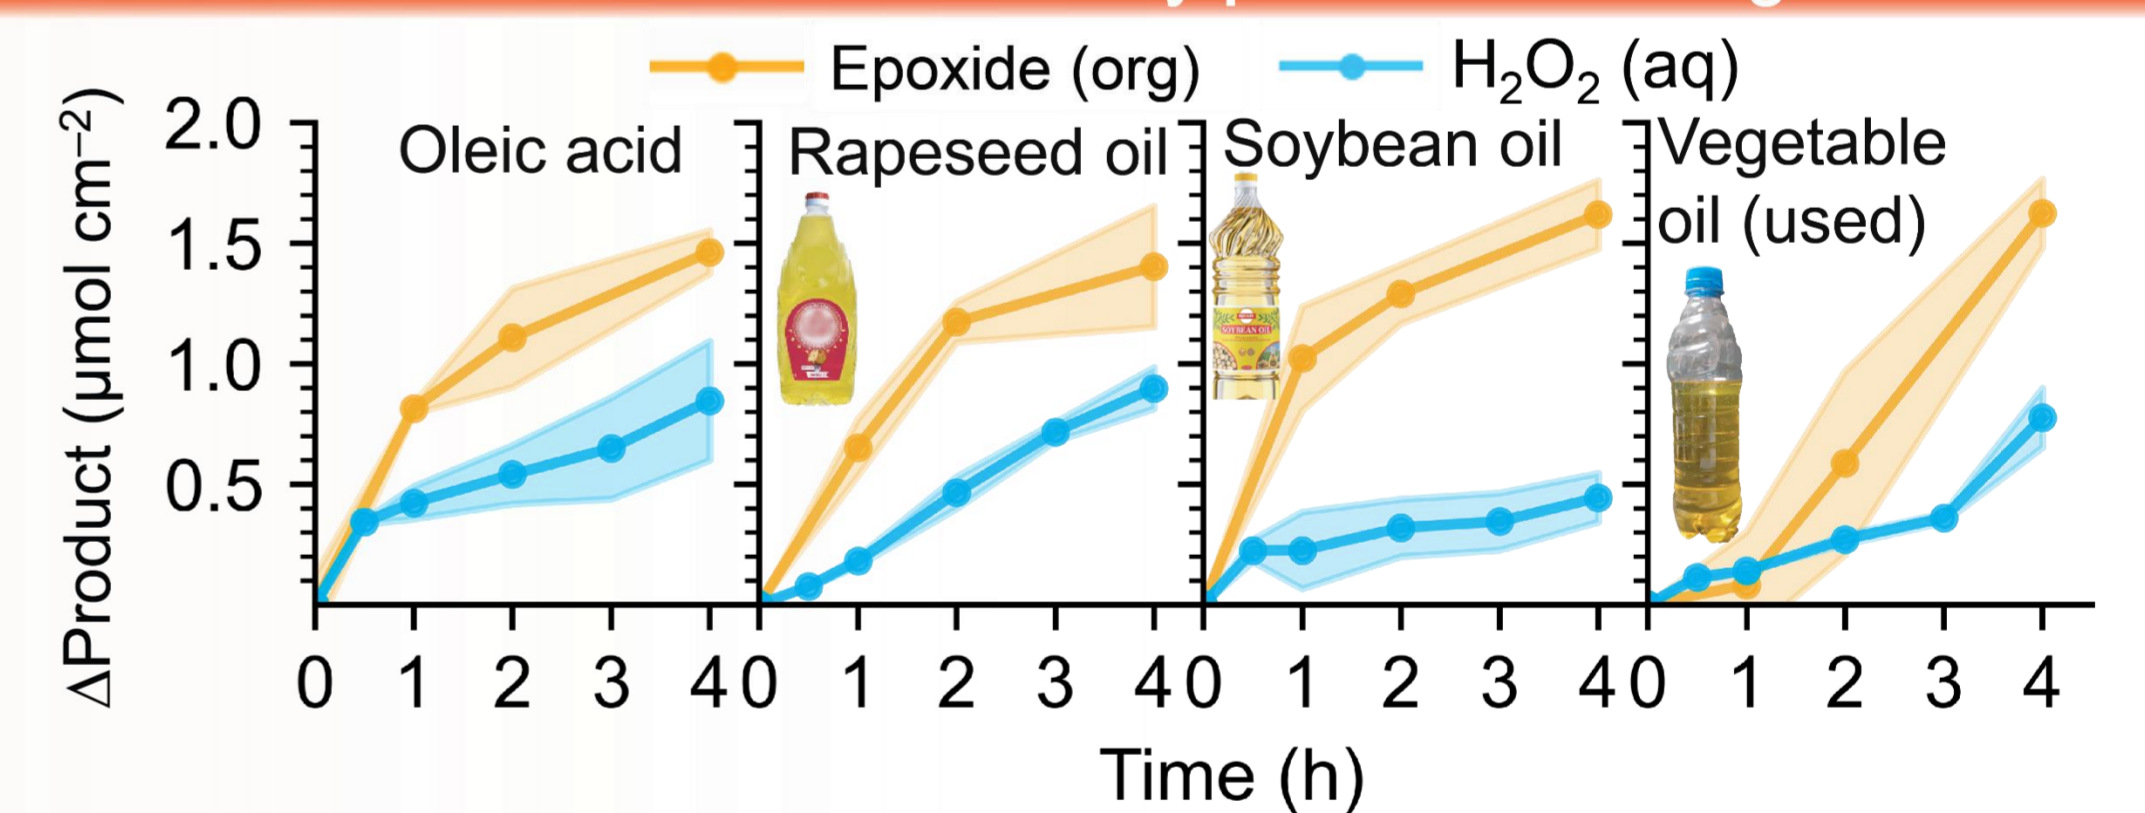 Epoxide (org) H₂O₂ (aq)
ΔProduct (μmol cm⁻²)
2.0
1.5
1.0
0.5
Oleic acid
Rapeseed oil
Soybean oil
Vegetable
oil (used)
SOYBEAN OIL
0 1 2 3 4 0 1 2 3 4 0 1 2 3 4 0 1 2 3 4
Time (h)